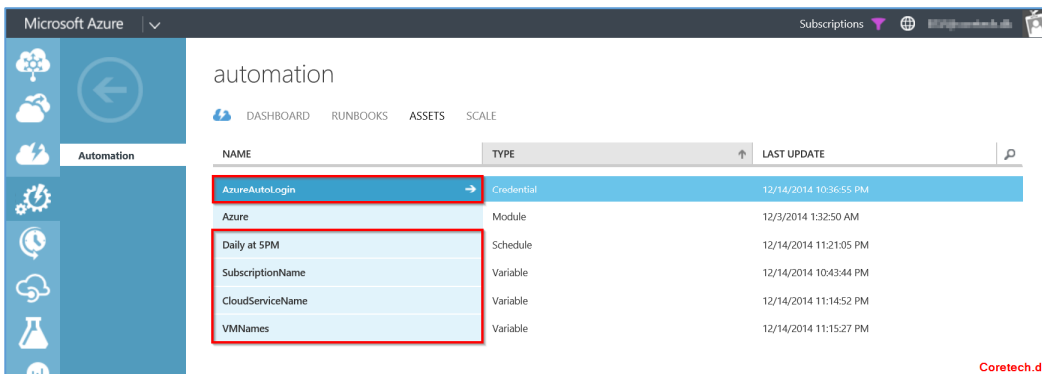 Microsoft Azure
Subscriptions
automation
DASHBOARD RUNBOOKS ASSETS SCALE
Automation
NAME TYPE LAST UPDATE
AzureAutoLogin Credential 12/14/2014 10:36:55 PM
Azure Module 12/3/2014 1:32:50 AM
Daily at 5PM Schedule 12/14/2014 11:21:05 PM
SubscriptionName Variable 12/14/2014 10:43:44 PM
CloudServiceName Variable 12/14/2014 11:14:52 PM
VMNames Variable 12/14/2014 11:15:27 PM
Coretech.d